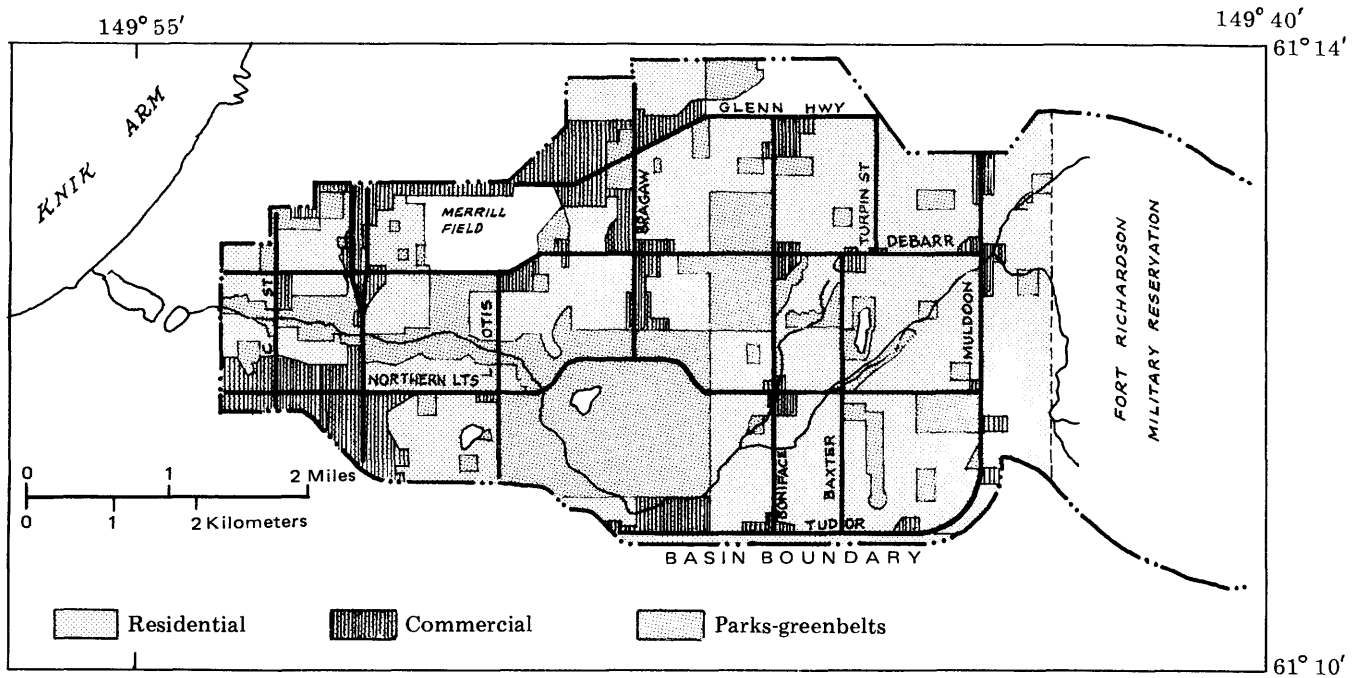 149° 55′
149° 40′
61° 14′
KNIK ARM
GLENN HWY
MERRILL
FIELD
BRAGAW
TURPIN ST
DEBARR
C ST
OTIS
MULDOON
NORTHERN LTS
BONIFACE
BAXTER
TUDOR
FORT RICHARDSON
MILITARY RESERVATION
0 1 2 Miles
0 1 2 Kilometers
BASIN BOUNDARY
Residential
Commercial
Parks-greenbelts
61° 10′